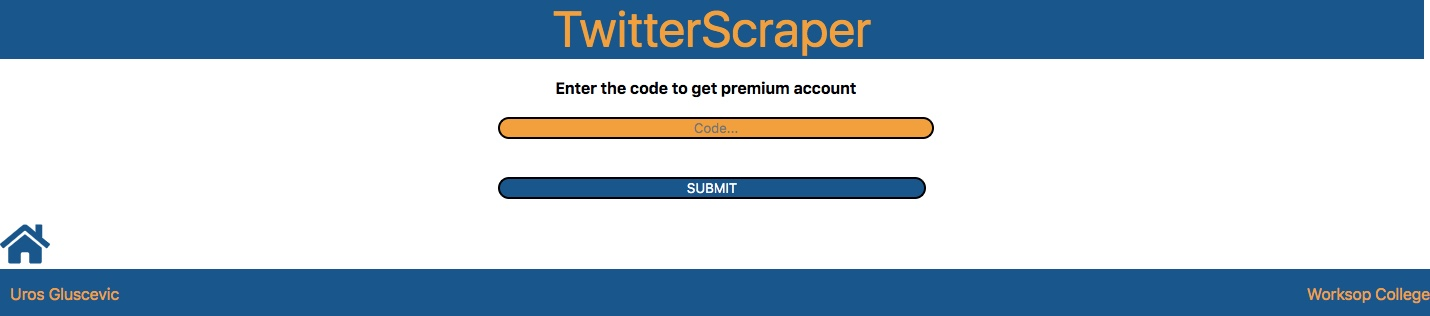 TwitterScraper
Enter the code to get premium account
Code...
SUBMIT
Uros Gluscevic
Worksop College